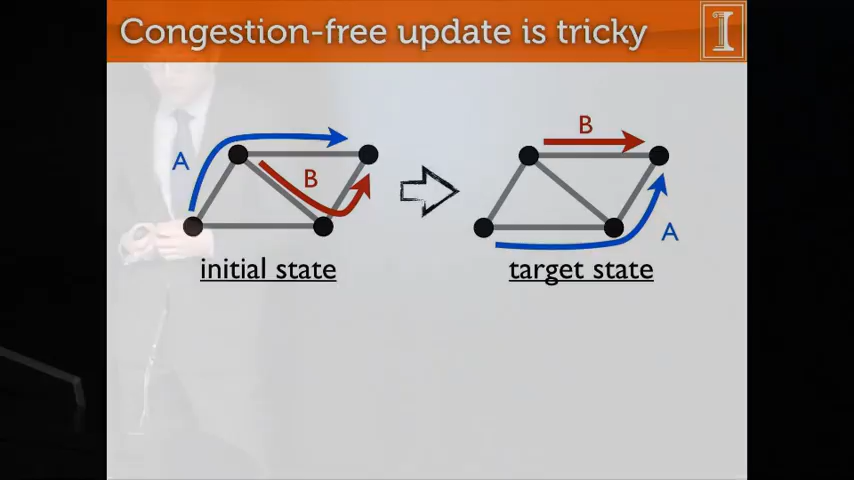 Congestion-free update is tricky
I
A
B
initial state
B
A
target state